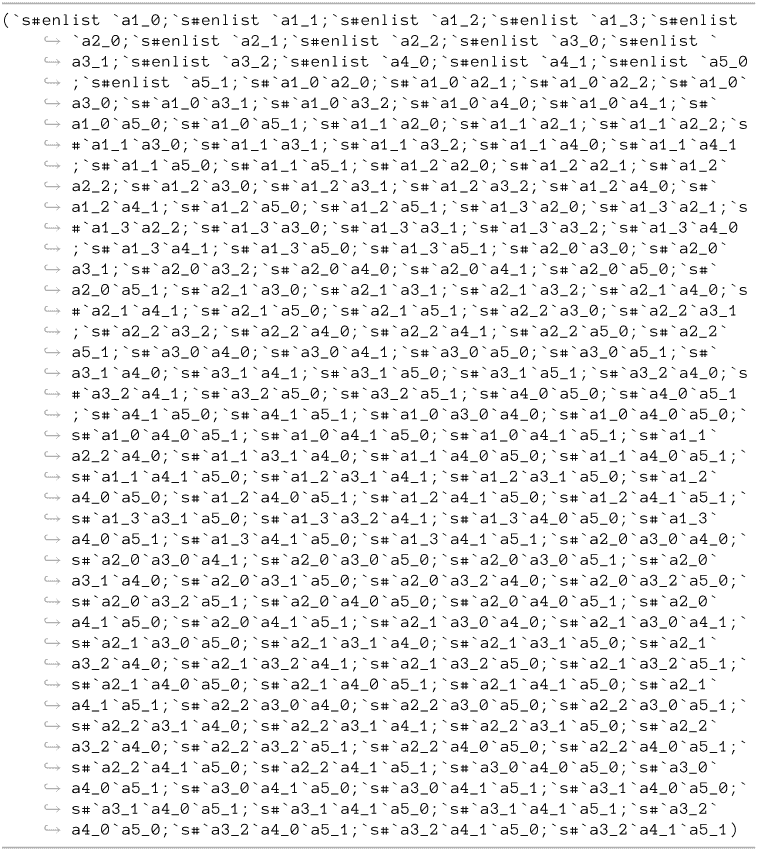 (`s#enlist `a1_0;`s#enlist `a1_1;`s#enlist `a1_2;`s#enlist `a1_3;`s#enlist
↪ `a2_0;`s#enlist `a2_1;`s#enlist `a2_2;`s#enlist `a3_0;`s#enlist `
↪ a3_1;`s#enlist `a3_2;`s#enlist `a4_0;`s#enlist `a4_1;`s#enlist `a5_0
↪ ;`s#enlist `a5_1;`s#`a1_0`a2_0;`s#`a1_0`a2_1;`s#`a1_0`a2_2;`s#`a1_0`
↪ a3_0;`s#`a1_0`a3_1;`s#`a1_0`a3_2;`s#`a1_0`a4_0;`s#`a1_0`a4_1;`s#`
↪ a1_0`a5_0;`s#`a1_0`a5_1;`s#`a1_1`a2_0;`s#`a1_1`a2_1;`s#`a1_1`a2_2;`s
↪ #`a1_1`a3_0;`s#`a1_1`a3_1;`s#`a1_1`a3_2;`s#`a1_1`a4_0;`s#`a1_1`a4_1
↪ ;`s#`a1_1`a5_0;`s#`a1_1`a5_1;`s#`a1_2`a2_0;`s#`a1_2`a2_1;`s#`a1_2`
↪ a2_2;`s#`a1_2`a3_0;`s#`a1_2`a3_1;`s#`a1_2`a3_2;`s#`a1_2`a4_0;`s#`
↪ a1_2`a4_1;`s#`a1_2`a5_0;`s#`a1_2`a5_1;`s#`a1_3`a2_0;`s#`a1_3`a2_1;`s
↪ #`a1_3`a2_2;`s#`a1_3`a3_0;`s#`a1_3`a3_1;`s#`a1_3`a3_2;`s#`a1_3`a4_0
↪ ;`s#`a1_3`a4_1;`s#`a1_3`a5_0;`s#`a1_3`a5_1;`s#`a2_0`a3_0;`s#`a2_0`
↪ a3_1;`s#`a2_0`a3_2;`s#`a2_0`a4_0;`s#`a2_0`a4_1;`s#`a2_0`a5_0;`s#`
↪ a2_0`a5_1;`s#`a2_1`a3_0;`s#`a2_1`a3_1;`s#`a2_1`a3_2;`s#`a2_1`a4_0;`s
↪ #`a2_1`a4_1;`s#`a2_1`a5_0;`s#`a2_1`a5_1;`s#`a2_2`a3_0;`s#`a2_2`a3_1
↪ ;`s#`a2_2`a3_2;`s#`a2_2`a4_0;`s#`a2_2`a4_1;`s#`a2_2`a5_0;`s#`a2_2`
↪ a5_1;`s#`a3_0`a4_0;`s#`a3_0`a4_1;`s#`a3_0`a5_0;`s#`a3_0`a5_1;`s#`
↪ a3_1`a4_0;`s#`a3_1`a4_1;`s#`a3_1`a5_0;`s#`a3_1`a5_1;`s#`a3_2`a4_0;`s
↪ #`a3_2`a4_1;`s#`a3_2`a5_0;`s#`a3_2`a5_1;`s#`a4_0`a5_0;`s#`a4_0`a5_1
↪ ;`s#`a4_1`a5_0;`s#`a4_1`a5_1;`s#`a1_0`a3_0`a4_0;`s#`a1_0`a4_0`a5_0;`
↪ s#`a1_0`a4_0`a5_1;`s#`a1_0`a4_1`a5_0;`s#`a1_0`a4_1`a5_1;`s#`a1_1`
↪ a2_2`a4_0;`s#`a1_1`a3_1`a4_0;`s#`a1_1`a4_0`a5_0;`s#`a1_1`a4_0`a5_1;`
↪ s#`a1_1`a4_1`a5_0;`s#`a1_2`a3_1`a4_1;`s#`a1_2`a3_1`a5_0;`s#`a1_2`
↪ a4_0`a5_0;`s#`a1_2`a4_0`a5_1;`s#`a1_2`a4_1`a5_0;`s#`a1_2`a4_1`a5_1;`
↪ s#`a1_3`a3_1`a5_0;`s#`a1_3`a3_2`a4_1;`s#`a1_3`a4_0`a5_0;`s#`a1_3`
↪ a4_0`a5_1;`s#`a1_3`a4_1`a5_0;`s#`a1_3`a4_1`a5_1;`s#`a2_0`a3_0`a4_0;`
↪ s#`a2_0`a3_0`a4_1;`s#`a2_0`a3_0`a5_0;`s#`a2_0`a3_0`a5_1;`s#`a2_0`
↪ a3_1`a4_0;`s#`a2_0`a3_1`a5_0;`s#`a2_0`a3_2`a4_0;`s#`a2_0`a3_2`a5_0;`
↪ s#`a2_0`a3_2`a5_1;`s#`a2_0`a4_0`a5_0;`s#`a2_0`a4_0`a5_1;`s#`a2_0`
↪ a4_1`a5_0;`s#`a2_0`a4_1`a5_1;`s#`a2_1`a3_0`a4_0;`s#`a2_1`a3_0`a4_1;`
↪ s#`a2_1`a3_0`a5_0;`s#`a2_1`a3_1`a4_0;`s#`a2_1`a3_1`a5_0;`s#`a2_1`
↪ a3_2`a4_0;`s#`a2_1`a3_2`a4_1;`s#`a2_1`a3_2`a5_0;`s#`a2_1`a3_2`a5_1;`
↪ s#`a2_1`a4_0`a5_0;`s#`a2_1`a4_0`a5_1;`s#`a2_1`a4_1`a5_0;`s#`a2_1`
↪ a4_1`a5_1;`s#`a2_2`a3_0`a4_0;`s#`a2_2`a3_0`a5_0;`s#`a2_2`a3_0`a5_1;`
↪ s#`a2_2`a3_1`a4_0;`s#`a2_2`a3_1`a4_1;`s#`a2_2`a3_1`a5_0;`s#`a2_2`
↪ a3_2`a4_0;`s#`a2_2`a3_2`a5_1;`s#`a2_2`a4_0`a5_0;`s#`a2_2`a4_0`a5_1;`
↪ s#`a2_2`a4_1`a5_0;`s#`a2_2`a4_1`a5_1;`s#`a3_0`a4_0`a5_0;`s#`a3_0`
↪ a4_0`a5_1;`s#`a3_0`a4_1`a5_0;`s#`a3_0`a4_1`a5_1;`s#`a3_1`a4_0`a5_0;`
↪ s#`a3_1`a4_0`a5_1;`s#`a3_1`a4_1`a5_0;`s#`a3_1`a4_1`a5_1;`s#`a3_2`
↪ a4_0`a5_0;`s#`a3_2`a4_0`a5_1;`s#`a3_2`a4_1`a5_0;`s#`a3_2`a4_1`a5_1)